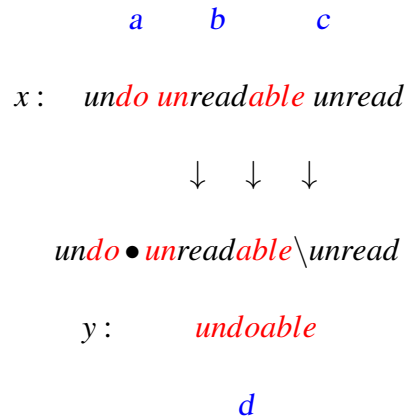 a b c
x : undo unreadable unread
↓ ↓ ↓
undo • unreadable\unread
y : undoable
d